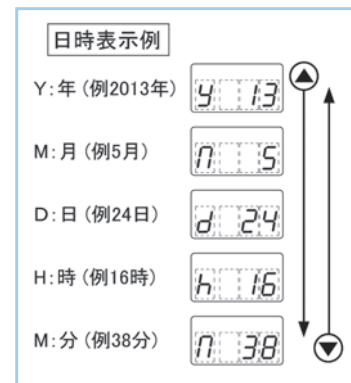 日時表示例
Y:年(例2013年) y 13
M:月(例5月) n 5
D:日(例24日) d 24
H:時(例16時) h 16
M:分(例38分) n 38